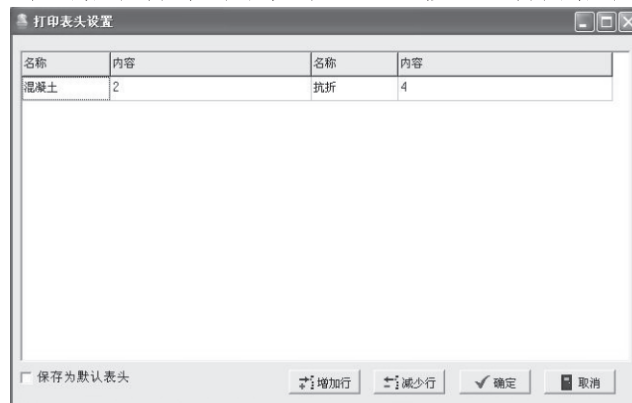 打印表头设置
名称 内容 名称 内容
混凝土 2 抗折 4
保存为默认表头 增加行 减少行 确定 取消